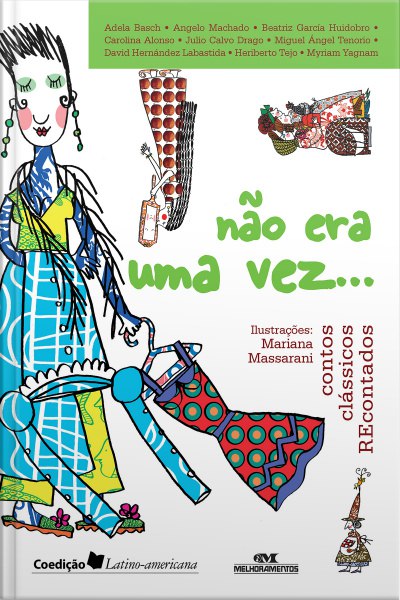 Adela Basch • Angelo Machado • Beatriz García Huidobro •
Carolina Alonso • Julio Calvo Drago • Miguel Ángel Tenorio •
David Hernández Labastida • Heriberto Tejo • Myriam Yagnam
não era
uma vez...
Ilustrações:
Mariana
Massarani
contos
clássicos
REcontados
Coedição Latino-americana
MELHORAMENTOS